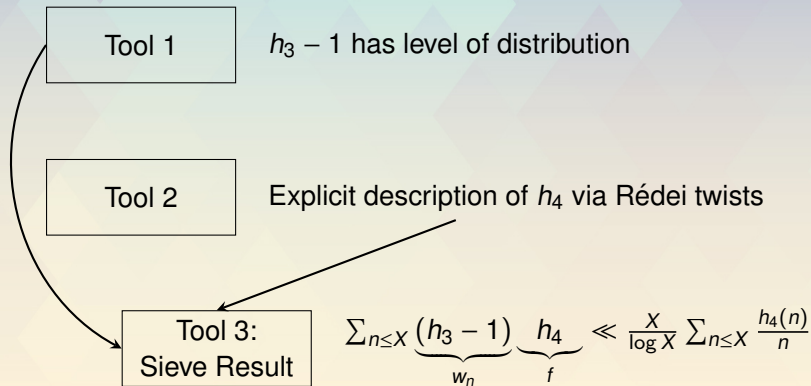 Tool 1 h₃ − 1 has level of distribution
Tool 2 Explicit description of h₄ via Rédei twists
Tool 3: Sieve Result ∑ₙ≤X (h₃ − 1) h₄ ≪ X/log X ∑ₙ≤X h₄(n)/n
wₙ f